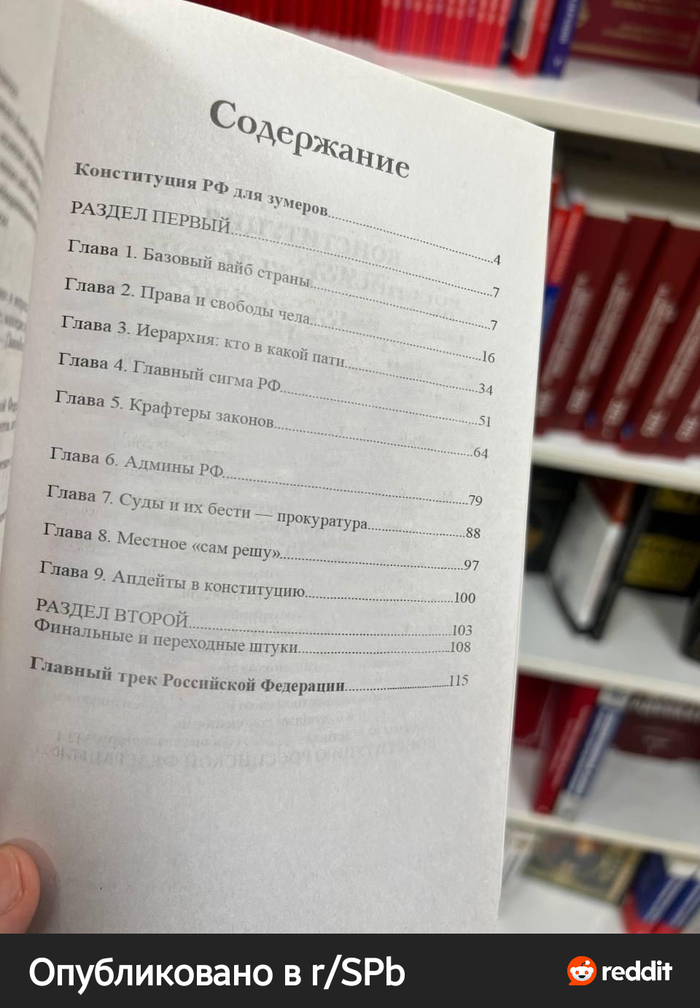 Содержание
Конституция РФ для зумеров....................4
РАЗДЕЛ ПЕРВЫЙ....................7
Глава 1. Базовый вайб страны....................7
Глава 2. Права и свободы чела....................16
Глава 3. Иерархия: кто в какой пати....................34
Глава 4. Главный сигма РФ....................51
Глава 5. Крафтеры законов....................64
Глава 6. Админы РФ....................79
Глава 7. Суды и их бести — прокуратура....................88
Глава 8. Местное «сам решу»....................97
Глава 9. Апдейты в конституцию....................100
РАЗДЕЛ ВТОРОЙ....................103
Финальные и переходные штуки....................108
Главный трек Российской Федерации....................115
Опубликовано в r/SPb
reddit